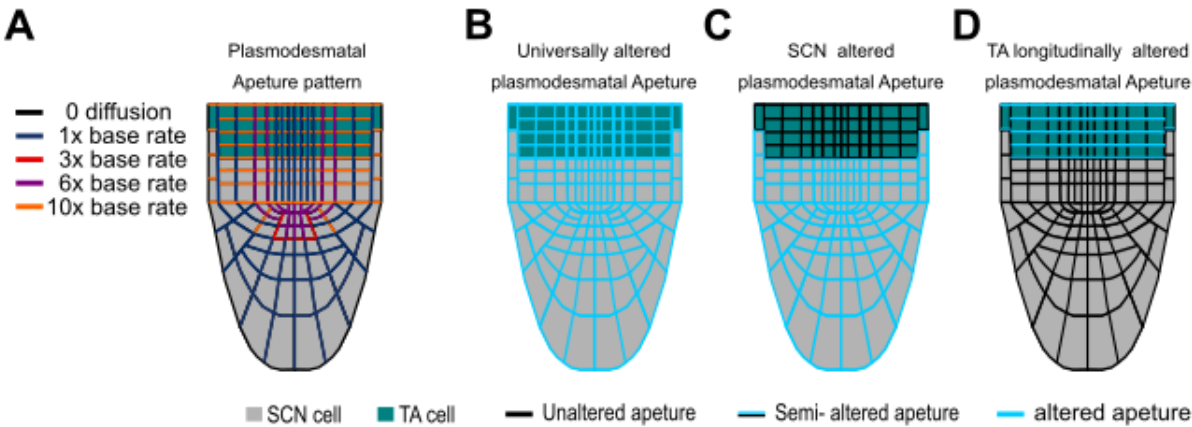 A
Plasmodesmatal
Apeture pattern
0 diffusion
1x base rate
3x base rate
6x base rate
10x base rate
B
Universally altered
plasmodesmatal Apeture
C
SCN altered
plasmodesmatal Apeture
D
TA longitudinally altered
plasmodesmatal Apeture
SCN cell
TA cell
Unaltered apeture
Semi- altered apeture
altered apeture